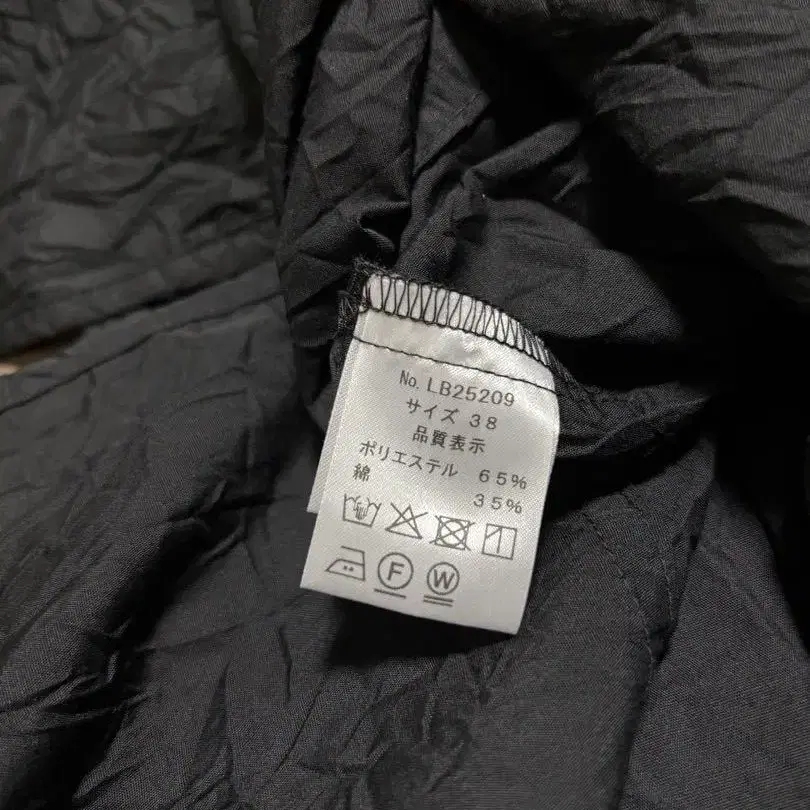 No. LB25209
サイズ 38
品質表示
ポリエステル 65%
綿 35%
F W